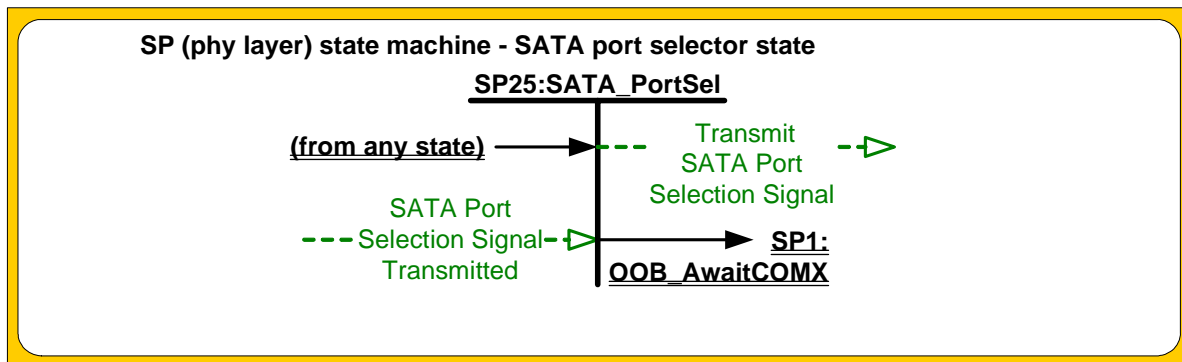 SP (phy layer) state machine - SATA port selector state
SP25:SATA_PortSel
(from any state)
Transmit
SATA Port
Selection Signal
SATA Port
Selection Signal
Transmitted
SP1:
OOB_AwaitCOMX